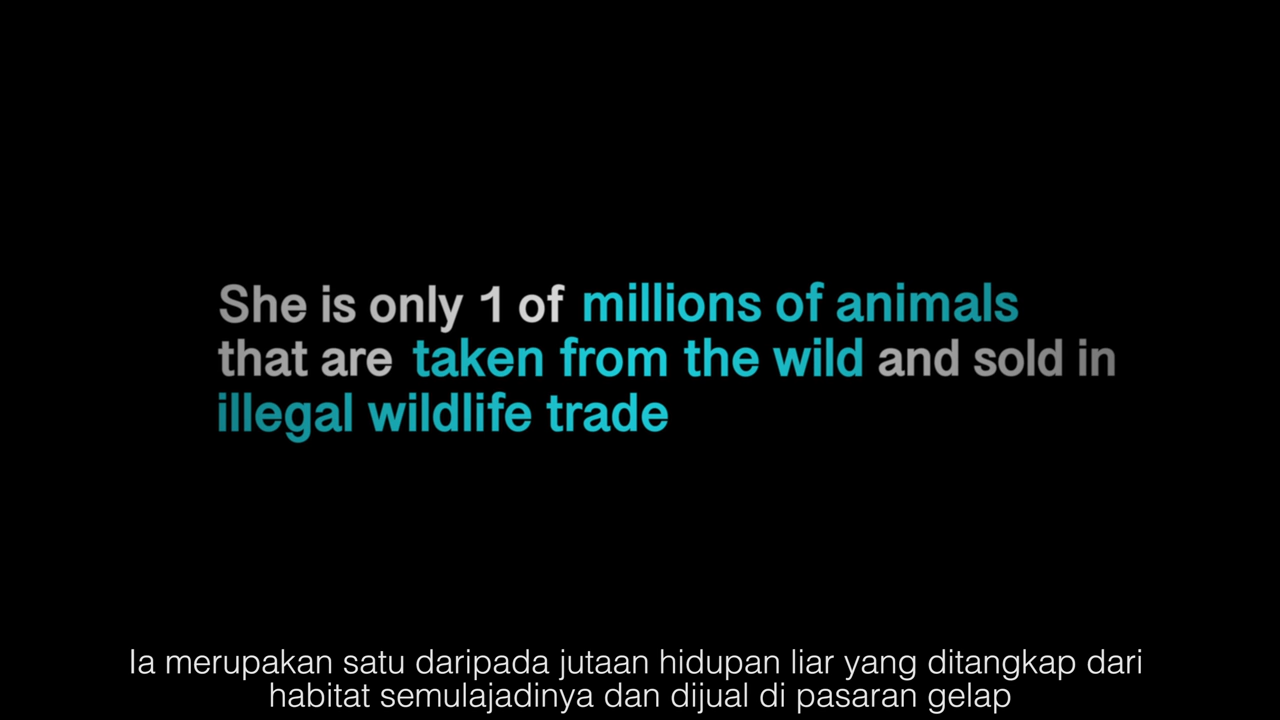 She is only 1 of millions of animals
that are taken from the wild and sold in
illegal wildlife trade
Ia merupakan satu daripada jutaan hidupan liar yang ditangkap dari
habitat semulajadinya dan dijual di pasaran gelap